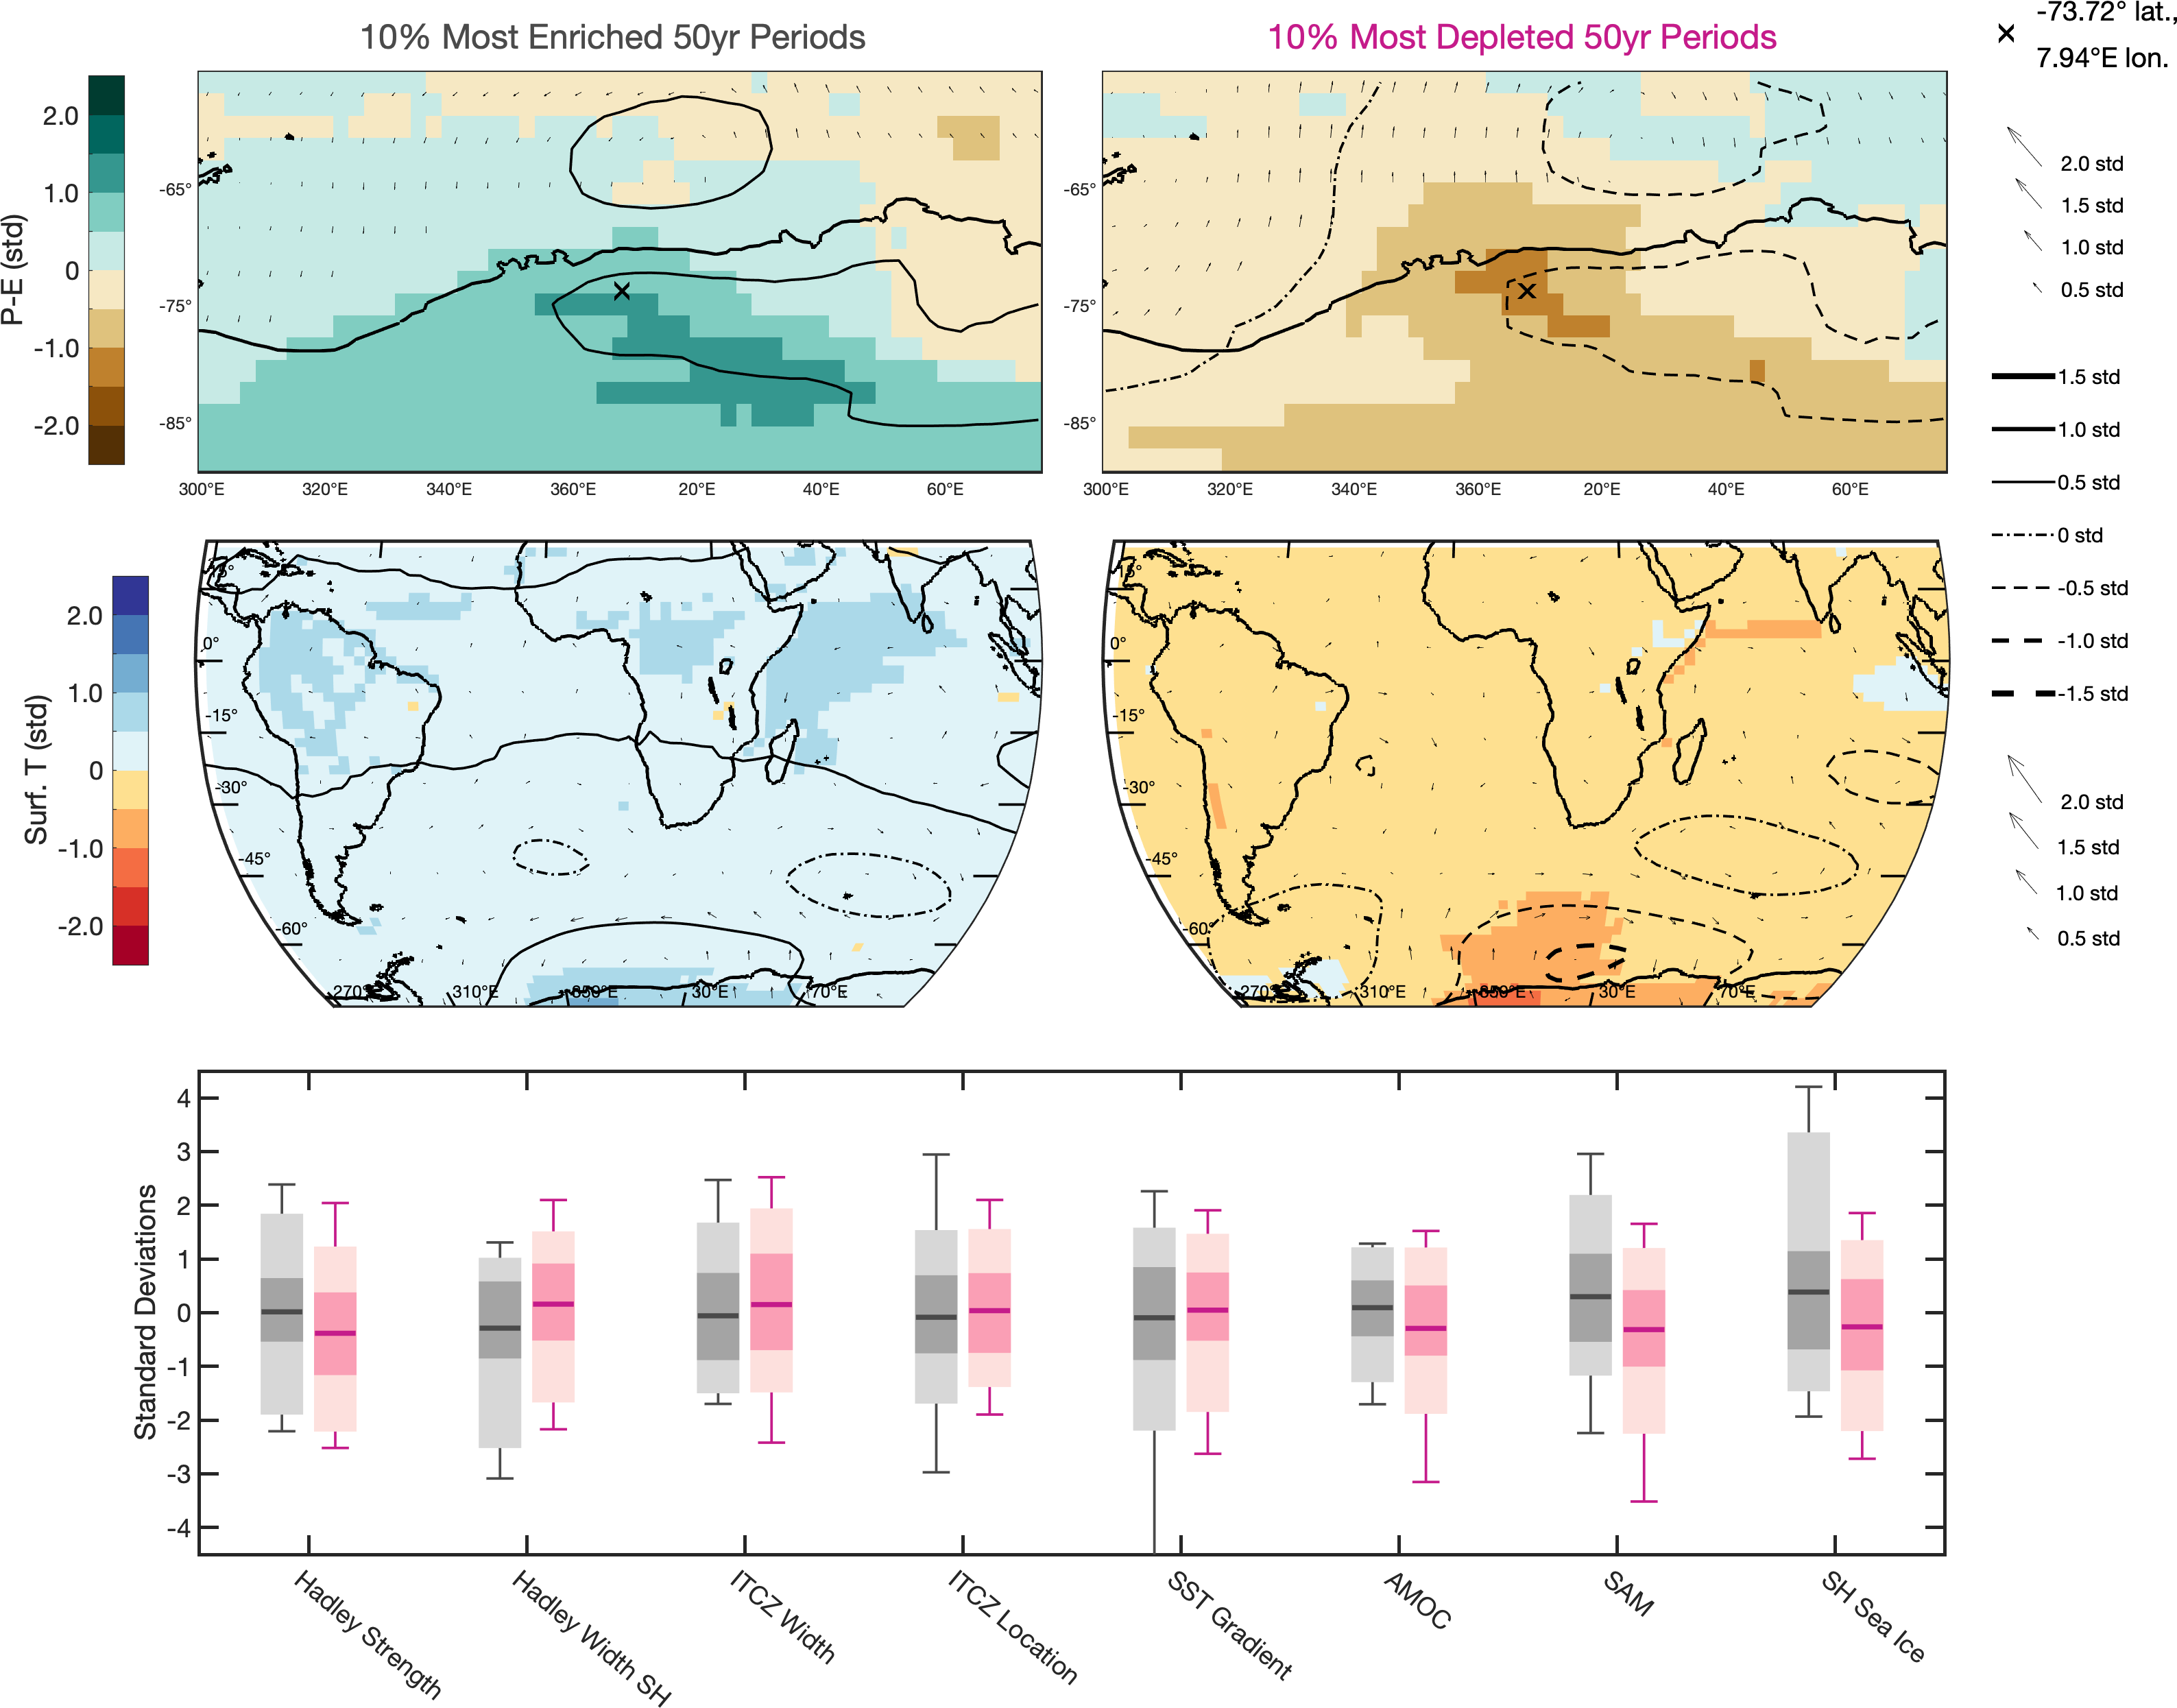 10% Most Enriched 50yr Periods
10% Most Depleted 50yr Periods
-73.72° lat.,
7.94°E lon.
P-E (std)
2.0
1.0
0
-1.0
-2.0
-65°
-75°
-85°
300°E 320°E 340°E 360°E 20°E 40°E 60°E
-65°
-75°
-85°
300°E 320°E 340°E 360°E 20°E 40°E 60°E
2.0 std
1.5 std
1.0 std
0.5 std
1.5 std
1.0 std
0.5 std
0 std
-0.5 std
-1.0 std
-1.5 std
Surf. T (std)
2.0
1.0
0
-1.0
-2.0
15°
0°
-15°
-30°
-45°
-60°
270° 310°E 350°E 30°E 70°E
15°
0°
-15°
-30°
-45°
-60°
270° 310°E 350°E 30°E 70°E
2.0 std
1.5 std
1.0 std
0.5 std
Standard Deviations
4
3
2
1
0
-1
-2
-3
-4
Hadley Strength
Hadley Width SH
ITCZ Width
ITCZ Location
SST Gradient
AMOC
SAM
SH Sea Ice